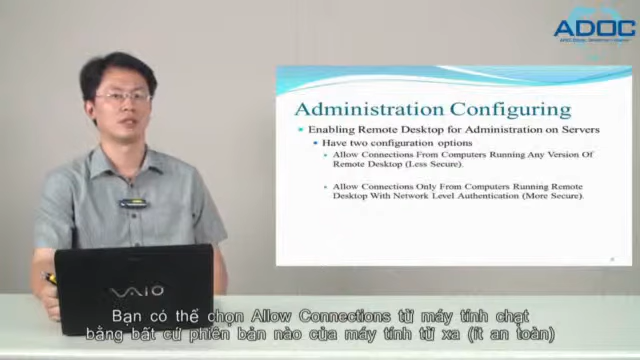 ADOC
Administration Configuring
Enabling Remote Desktop for Administration on Servers
Have two configuration options
Allow Connections From Computers Running Any Version Of
Remote Desktop (Less Secure).
Allow Connections Only From Computers Running Remote
Desktop With Network Level Authentication (More Secure).
VAIO
Bạn có thể chọn Allow Connections từ máy tính chạt
bằng bất cứ phiên bản nào của máy tính từ xa (ít an toàn)